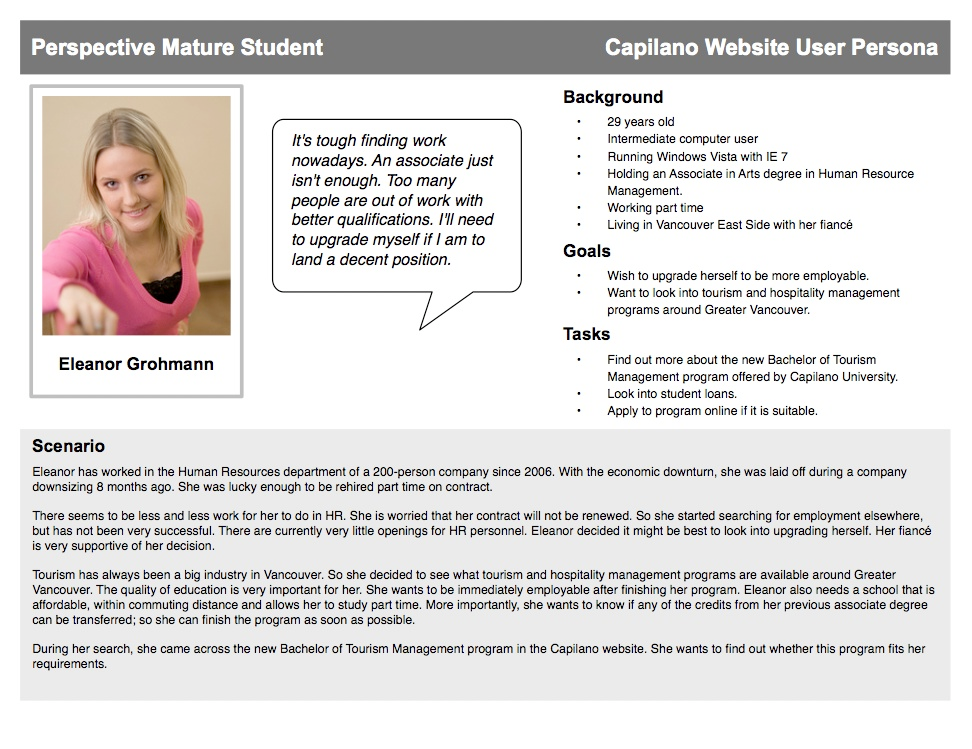 Perspective Mature Student
Capilano Website User Persona
It's tough finding work
nowadays. An associate just
isn't enough. Too many
people are out of work with
better qualifications. I'll need
to upgrade myself if I am to
land a decent position.
Eleanor Grohmann
Background
• 29 years old
• Intermediate computer user
• Running Windows Vista with IE 7
• Holding an Associate in Arts degree in Human Resource
Management.
• Working part time
• Living in Vancouver East Side with her fiancé
Goals
• Wish to upgrade herself to be more employable.
• Want to look into tourism and hospitality management
programs around Greater Vancouver.
Tasks
• Find out more about the new Bachelor of Tourism
Management program offered by Capilano University.
• Look into student loans.
• Apply to program online if it is suitable.
Scenario
Eleanor has worked in the Human Resources department of a 200-person company since 2006. With the economic downturn, she was laid off during a company
downsizing 8 months ago. She was lucky enough to be rehired part time on contract.
There seems to be less and less work for her to do in HR. She is worried that her contract will not be renewed. So she started searching for employment elsewhere,
but has not been very successful. There are currently very little openings for HR personnel. Eleanor decided it might be best to look into upgrading herself. Her fiancé
is very supportive of her decision.
Tourism has always been a big industry in Vancouver. So she decided to see what tourism and hospitality management programs are available around Greater
Vancouver. The quality of education is very important for her. She wants to be immediately employable after finishing her program. Eleanor also needs a school that is
affordable, within commuting distance and allows her to study part time. More importantly, she wants to know if any of the credits from her previous associate degree
can be transferred; so she can finish the program as soon as possible.
During her search, she came across the new Bachelor of Tourism Management program in the Capilano website. She wants to find out whether this program fits her
requirements.